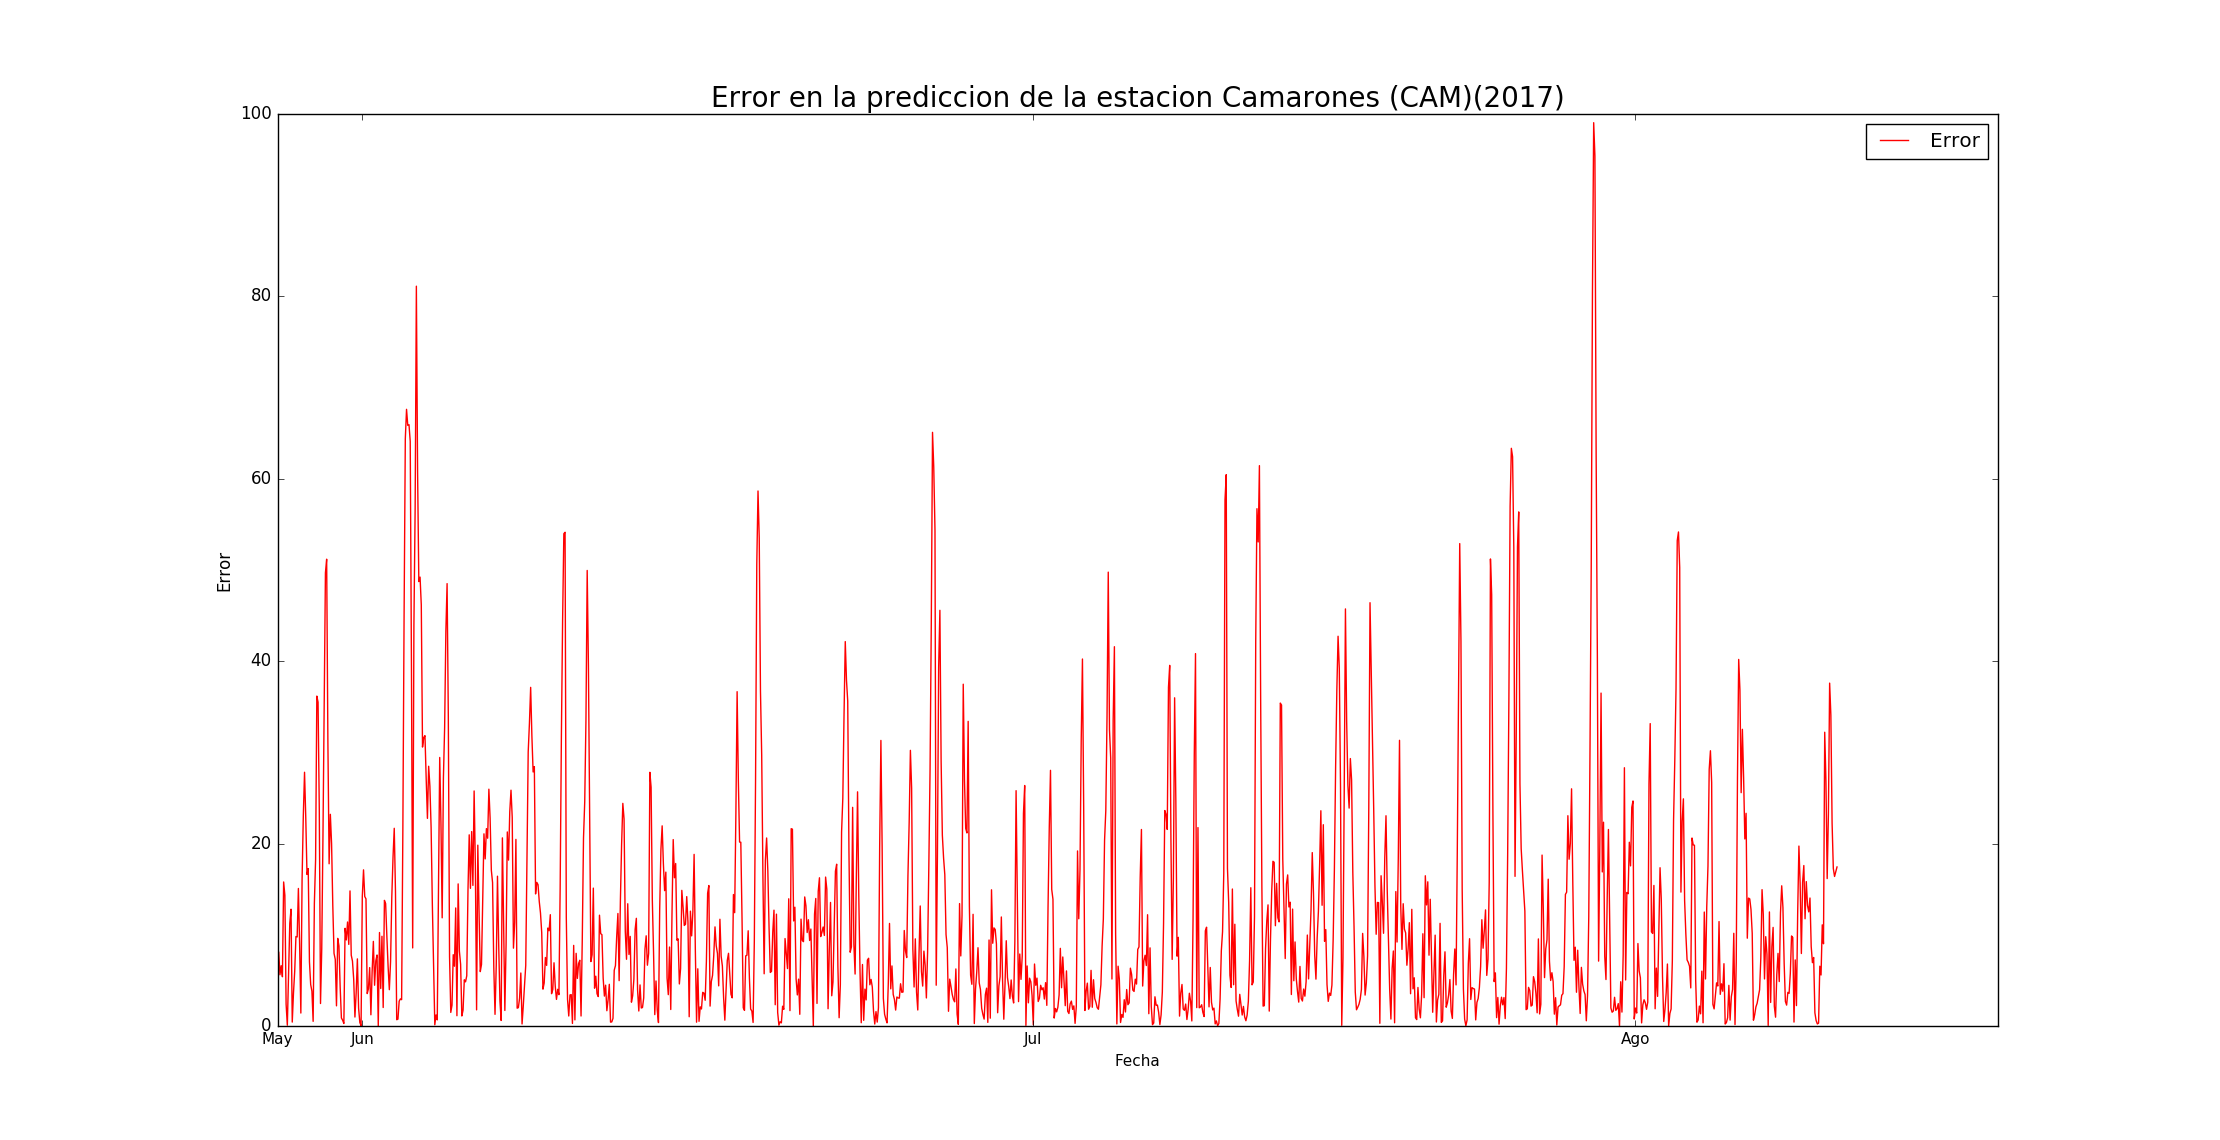 Error en la prediccion de la estacion Camarones (CAM)(2017)
100
80
60
40
20
0
Error
Error
May
Jun
Jul
Ago
Fecha